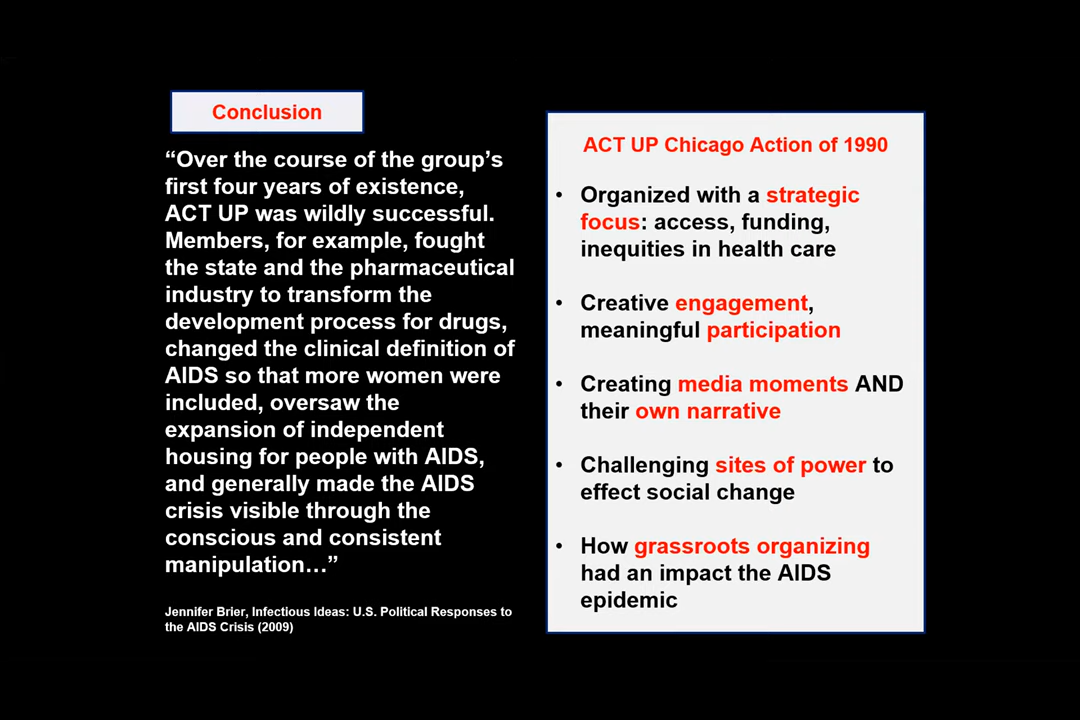 Conclusion
“Over the course of the group’s
first four years of existence,
ACT UP was wildly successful.
Members, for example, fought
the state and the pharmaceutical
industry to transform the
development process for drugs,
changed the clinical definition of
AIDS so that more women were
included, oversaw the
expansion of independent
housing for people with AIDS,
and generally made the AIDS
crisis visible through the
conscious and consistent
manipulation…”
Jennifer Brier, Infectious Ideas: U.S. Political Responses to
the AIDS Crisis (2009)
ACT UP Chicago Action of 1990
• Organized with a strategic
focus: access, funding,
inequities in health care
• Creative engagement,
meaningful participation
• Creating media moments AND
their own narrative
• Challenging sites of power to
effect social change
• How grassroots organizing
had an impact the AIDS
epidemic